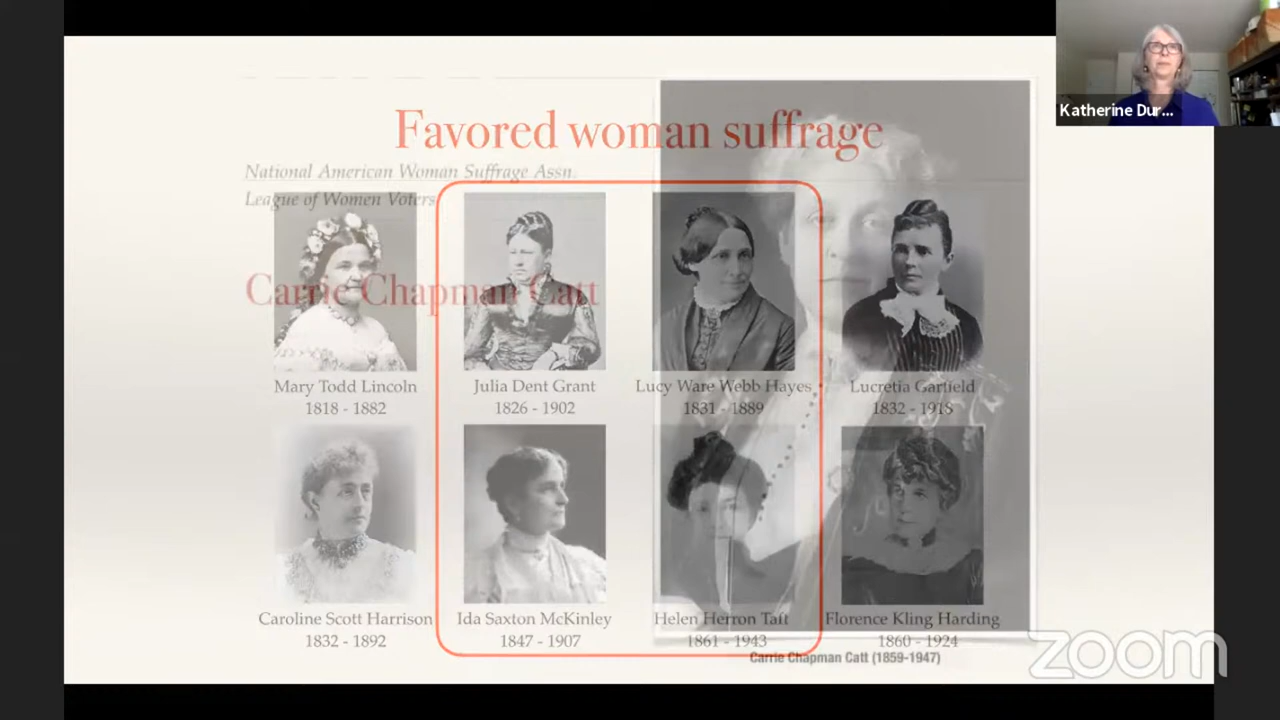 Favored woman suffrage
National American Woman Suffrage Assn.
League of Women Voters
Carrie Chapman Catt
Mary Todd Lincoln
1818 - 1882
Julia Dent Grant
1826 - 1902
Lucy Ware Webb Hayes
1831 - 1889
Lucretia Garfield
1832 - 1918
Caroline Scott Harrison
1832 - 1892
Ida Saxton McKinley
1847 - 1907
Helen Herron Taft
1861 - 1943
Florence Kling Harding
1860 - 1924
Carrie Chapman Catt (1859-1947)
Katherine Dur...
zoom